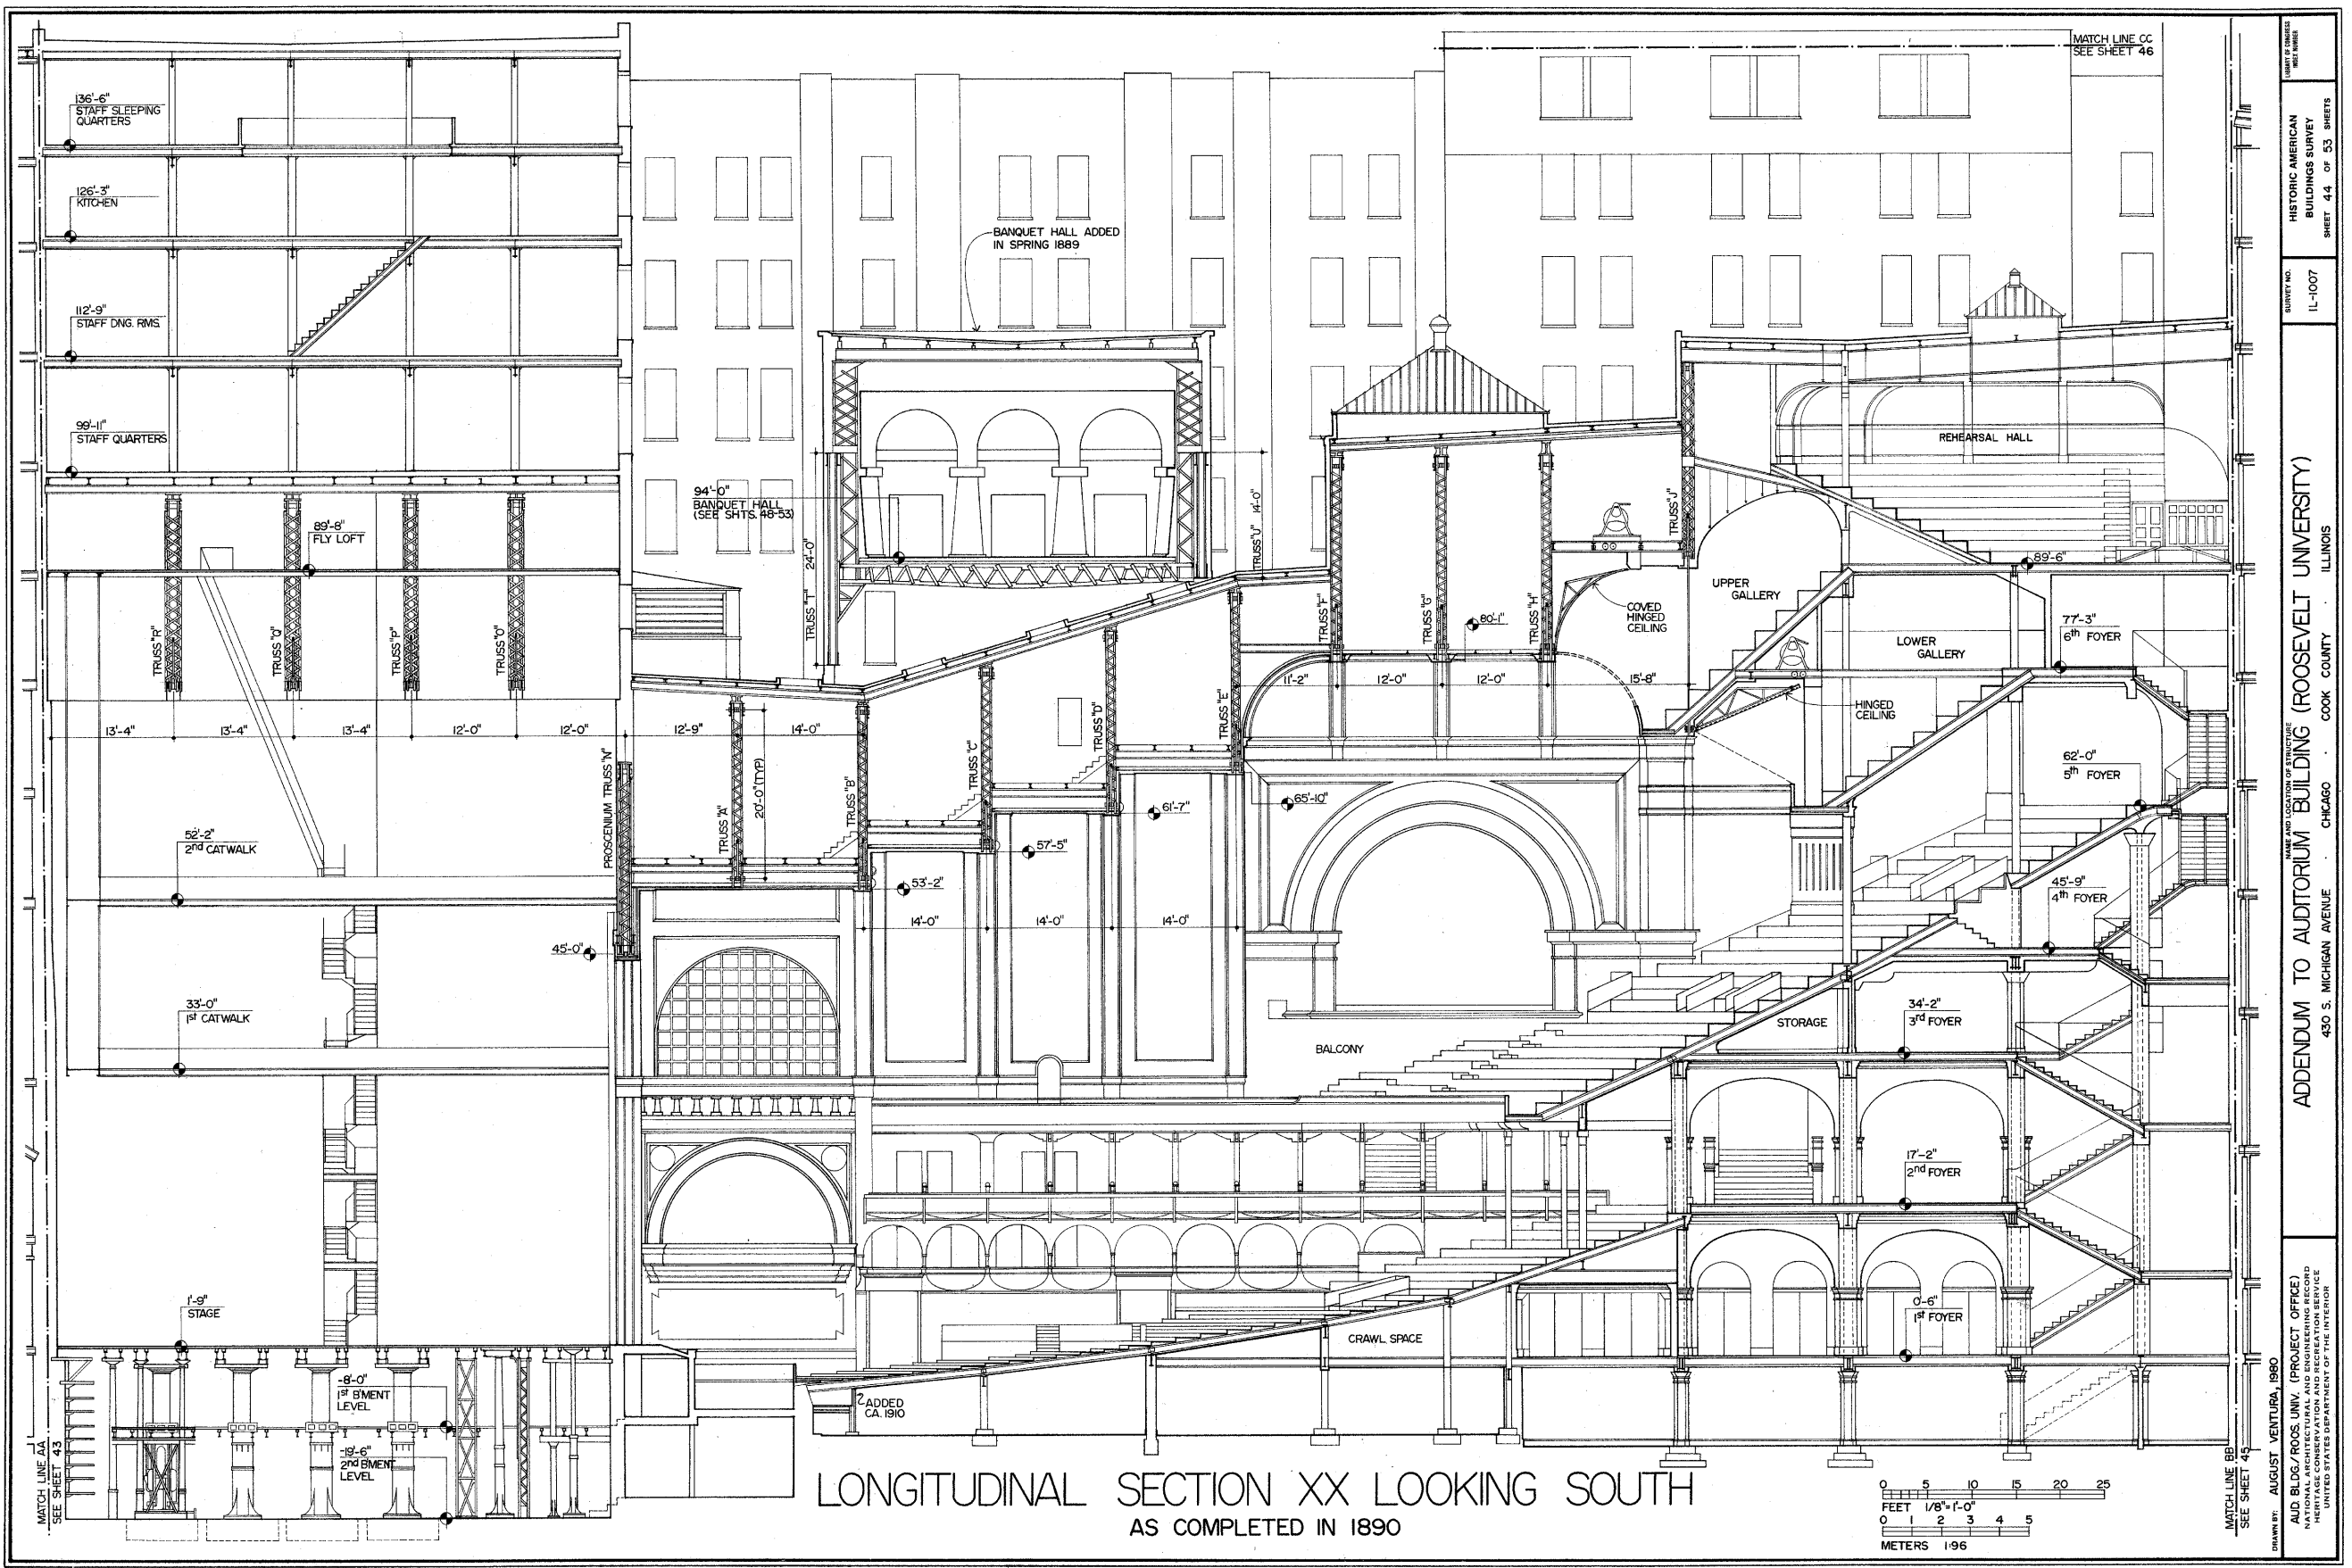 MATCH LINE CC
SEE SHEET 46
136'-6"
STAFF SLEEPING
QUARTERS
126'-3"
KITCHEN
112'-9"
STAFF DNG. RMS.
99'-11"
STAFF QUARTERS
89'-8"
FLY LOFT
TRUSS "R"
TRUSS "Q"
TRUSS "P"
TRUSS "O"
13'-4"
13'-4"
13'-4"
12'-0"
12'-0"
12'-9"
14'-0"
BANQUET HALL ADDED
IN SPRING 1889
94'-0"
BANQUET HALL
(SEE SHTS. 48-53)
TRUSS "T" 24'-0"
TRUSS "U" 14'-0"
REHEARSAL HALL
TRUSS "J"
TRUSS "F"
TRUSS "G"
TRUSS "H"
80'-1"
COVED
HINGED
CEILING
UPPER
GALLERY
89'-6"
LOWER
GALLERY
77'-3"
6th FOYER
11'-2"
12'-0"
12'-0"
15'-8"
HINGED
CEILING
62'-0"
5th FOYER
PROSCENIUM TRUSS "N"
TRUSS "A"
20'-0" (TYP)
TRUSS "B"
TRUSS "C"
TRUSS "D"
TRUSS "E"
65'-10"
61'-7"
57'-5"
53'-2"
14'-0"
14'-0"
14'-0"
52'-2"
2nd CATWALK
45'-0"
45'-9"
4th FOYER
33'-0"
1st CATWALK
34'-2"
3rd FOYER
STORAGE
BALCONY
17'-2"
2nd FOYER
1'-9"
STAGE
0'-6"
1st FOYER
CRAWL SPACE
-8'-0"
1st B'MENT
LEVEL
-19'-6"
2nd B'MENT
LEVEL
ADDED
CA. 1910
MATCH LINE AA
SEE SHEET 43
MATCH LINE BB
SEE SHEET 45
LONGITUDINAL SECTION XX LOOKING SOUTH
AS COMPLETED IN 1890
0 5 10 15 20 25
FEET 1/8"=1'-0"
0 1 2 3 4 5
METERS 1:96
LIBRARY OF CONGRESS
INDEX NUMBER
HISTORIC AMERICAN
BUILDINGS SURVEY
SHEET 44 OF 53 SHEETS
SURVEY NO.
IL-1007
NAME AND LOCATION OF STRUCTURE
ADDENDUM TO AUDITORIUM BUILDING (ROOSEVELT UNIVERSITY)
430 S. MICHIGAN AVENUE · CHICAGO · COOK COUNTY · ILLINOIS
DRAWN BY: AUGUST VENTURA, 1980
AUD. BLDG./ROOS. UNIV. (PROJECT OFFICE)
NATIONAL ARCHITECTURAL AND ENGINEERING RECORD
HERITAGE CONSERVATION AND RECREATION SERVICE
UNITED STATES DEPARTMENT OF THE INTERIOR